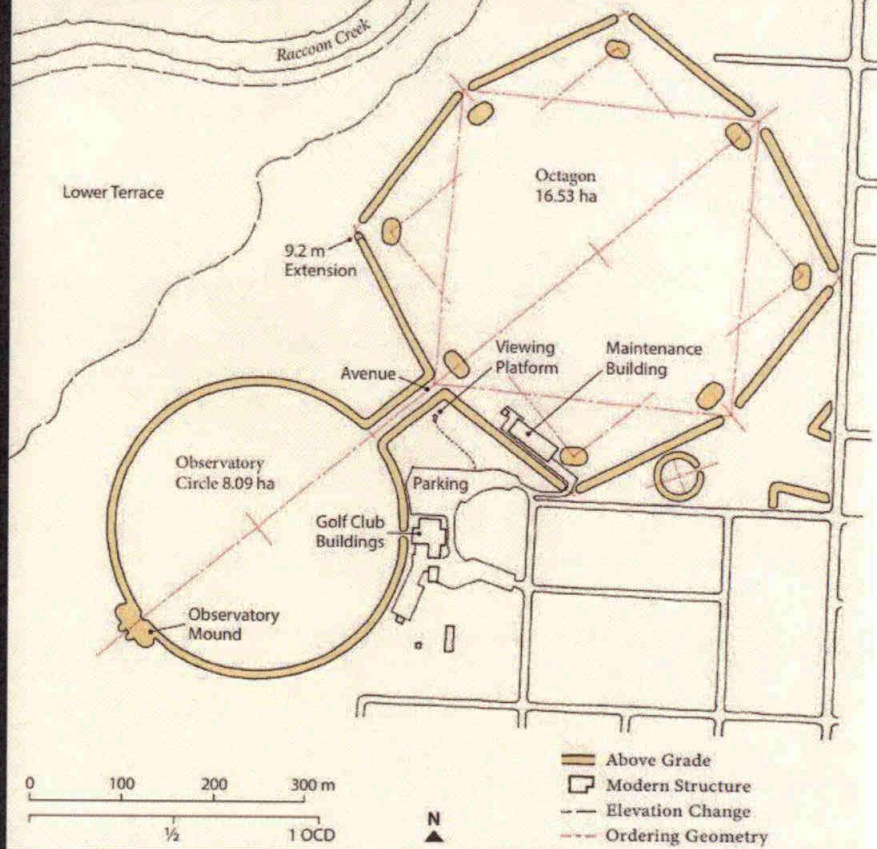 Raccoon Creek
Lower Terrace
Octagon
16.53 ha
9.2 m
Extension
Avenue
Viewing
Platform
Maintenance
Building
Observatory
Circle 8.09 ha
Parking
Golf Club
Buildings
Observatory
Mound
0 100 200 300 m
½ 1 OCD
N
Above Grade
Modern Structure
Elevation Change
Ordering Geometry